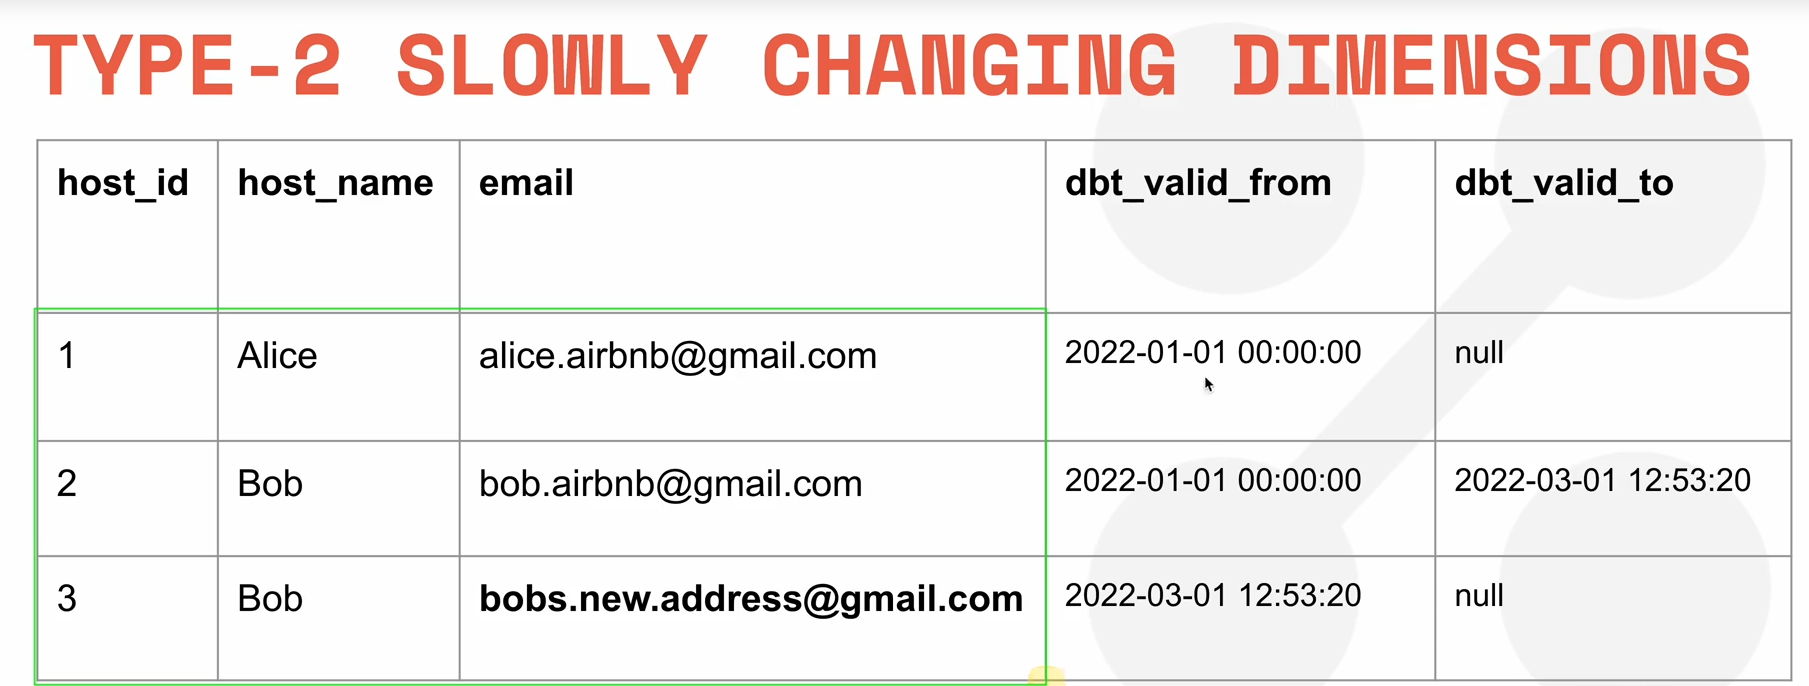 TYPE-2 SLOWLY CHANGING DIMENSIONS
host_id host_name email dbt_valid_from dbt_valid_to
1 Alice alice.airbnb@gmail.com 2022-01-01 00:00:00 null
2 Bob bob.airbnb@gmail.com 2022-01-01 00:00:00 2022-03-01 12:53:20
3 Bob bobs.new.address@gmail.com 2022-03-01 12:53:20 null